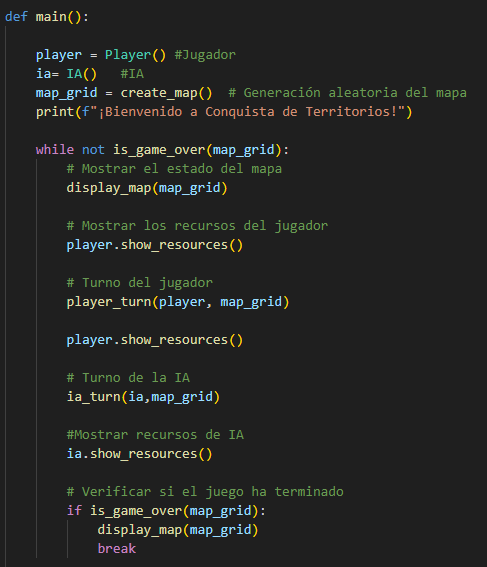 def main():
player = Player() #Jugador
ia= IA()   #IA
map_grid = create_map()  # Generación aleatoria del mapa
print(f"¡Bienvenido a Conquista de Territorios!")
while not is_game_over(map_grid):
# Mostrar el estado del mapa
display_map(map_grid)
# Mostrar los recursos del jugador
player.show_resources()
# Turno del jugador
player_turn(player, map_grid)
player.show_resources()
# Turno de la IA
ia_turn(ia,map_grid)
#Mostrar recursos de IA
ia.show_resources()
# Verificar si el juego ha terminado
if is_game_over(map_grid):
display_map(map_grid)
break